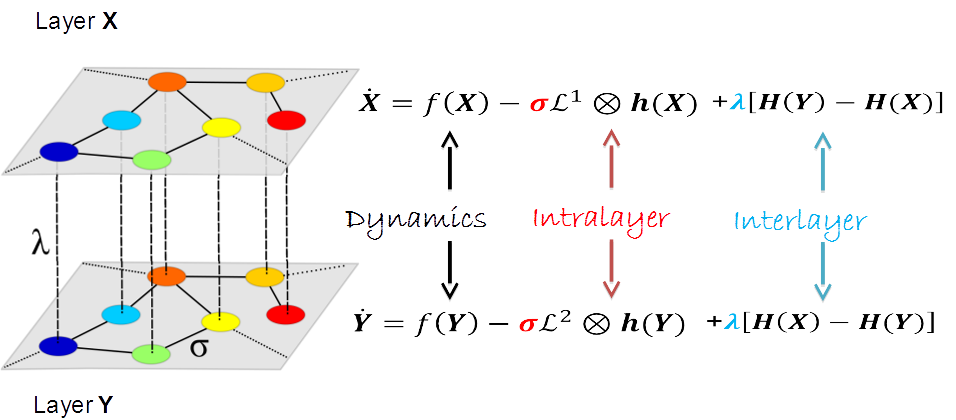 Layer X
Ẋ = f(X) − σℒ¹ ⊗ h(X) +λ[H(Y) − H(X)]
λ
Dynamics Intralayer Interlayer
σ
Ẏ = f(Y) − σℒ² ⊗ h(Y) +λ[H(X) − H(Y)]
Layer Y